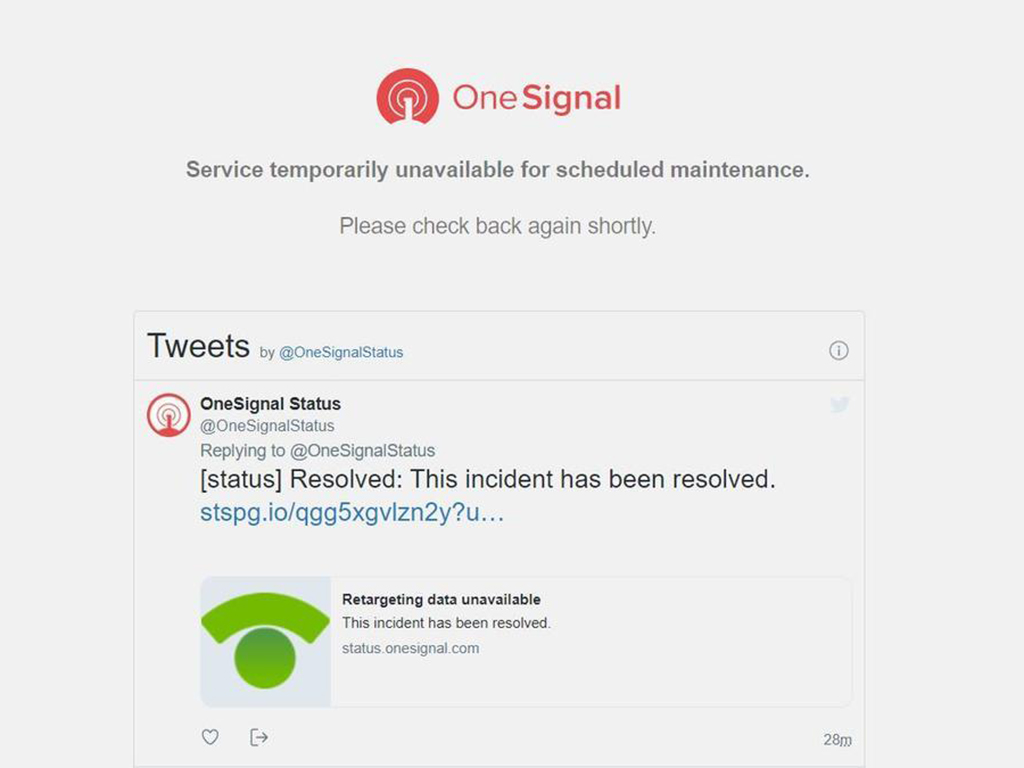 OneSignal
Service temporarily unavailable for scheduled maintenance.
Please check back again shortly.
Tweets by @OneSignalStatus
OneSignal Status
@OneSignalStatus
Replying to @OneSignalStatus
[status] Resolved: This incident has been resolved.
stspg.io/qgg5xgvlzn2y?u…
Retargeting data unavailable
This incident has been resolved.
status.onesignal.com
28m